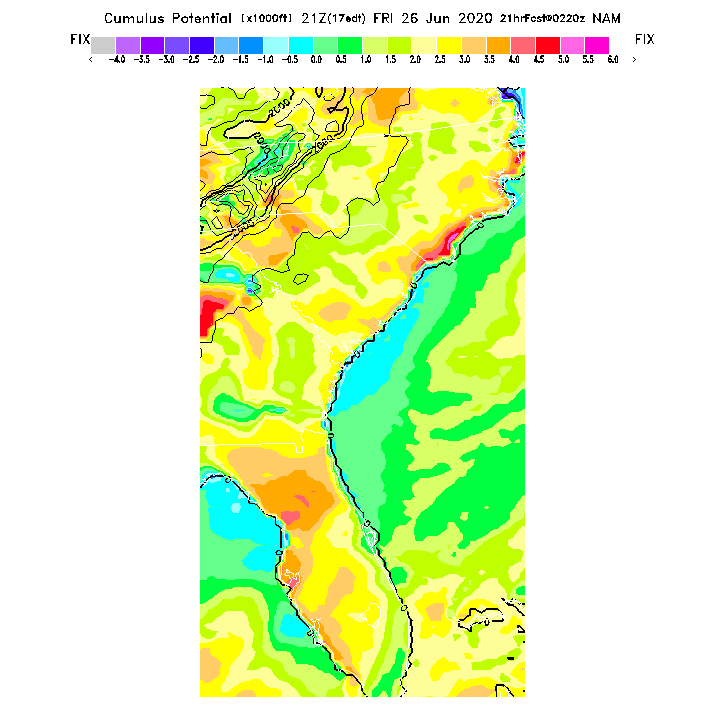 Cumulus Potential (x1000ft) 21Z(17edt) FRI 26 Jun 2020 21hrFcst@0220z NAM
FIX FIX
< -4.0 -3.5 -3.0 -2.5 -2.0 -1.5 -1.0 -0.5 0.0 0.5 1.0 1.5 2.0 2.5 3.0 3.5 4.0 4.5 5.0 5.5 6.0 >
2000